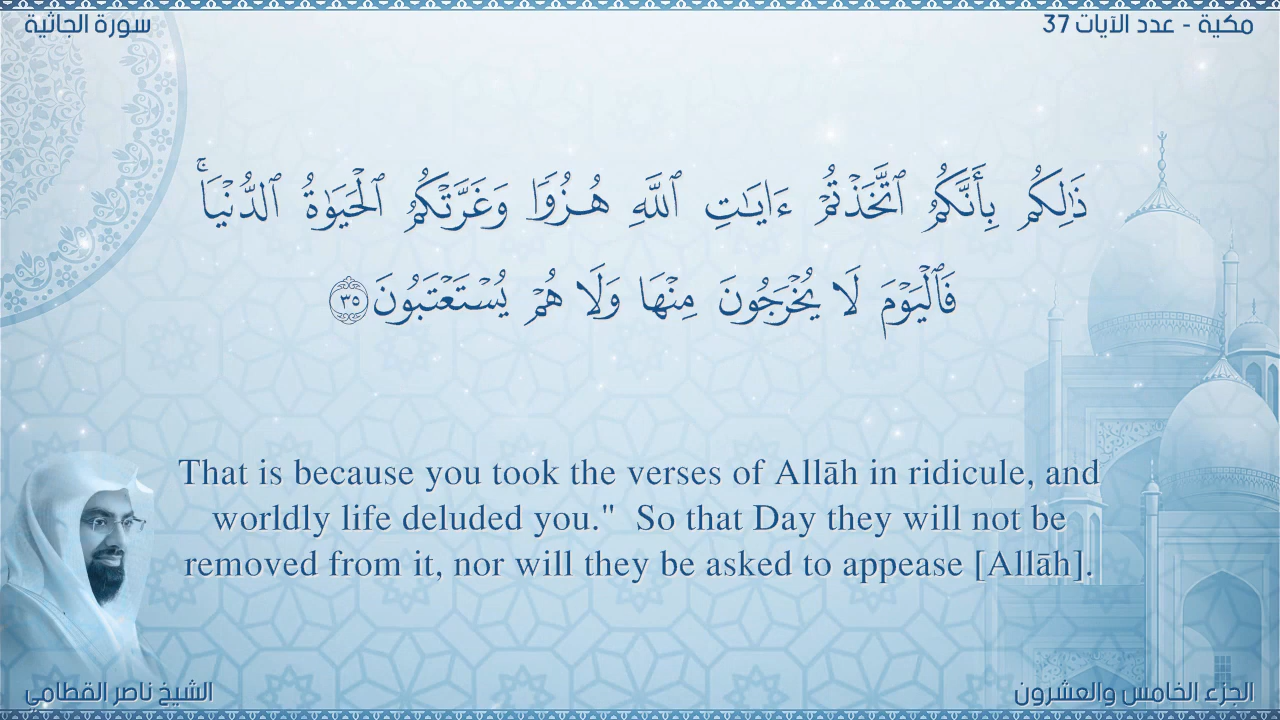 مكية - عدد الآيات 37
سورة الجاثية
ذَٰلِكُم بِأَنَّكُمُ ٱتَّخَذْتُمْ ءَايَـٰتِ ٱللَّهِ هُـزُوًا وَغَرَّتْكُمُ ٱلْحَيَوٰةُ ٱلدُّنْيَا ۚ
فَٱلْيَوْمَ لَا يُخْرَجُونَ مِنْهَا وَلَا هُمْ يُسْتَعْتَبُونَ ٣٥
That is because you took the verses of Allāh in ridicule, and
worldly life deluded you." So that Day they will not be
removed from it, nor will they be asked to appease [Allāh].
الجزء الخامس والعشرون
الشيخ ناصر القطامي